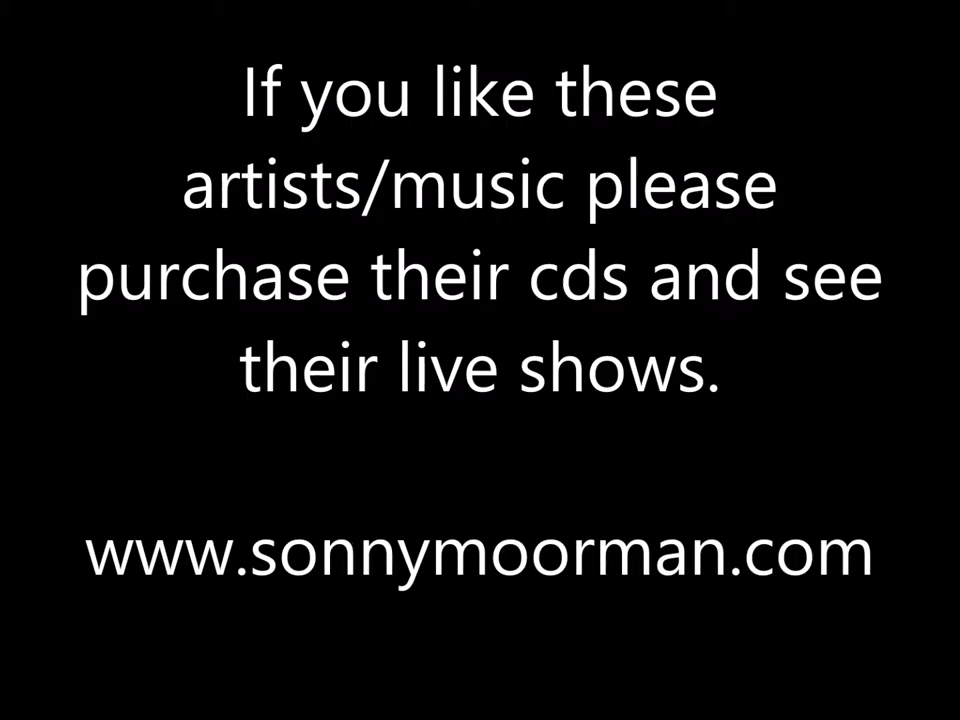 If you like these
artists/music please
purchase their cds and see
their live shows.
www.sonnymoorman.com